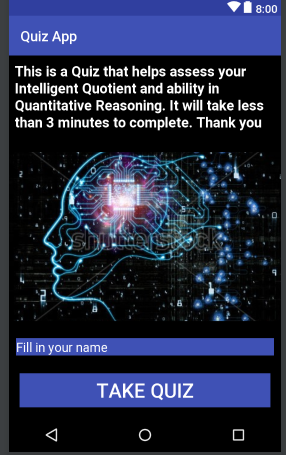 8:00
Quiz App
This is a Quiz that helps assess your
Intelligent Quotient and ability in
Quantitative Reasoning. It will take less
than 3 minutes to complete. Thank you
shutterstock
Fill in your name
TAKE QUIZ